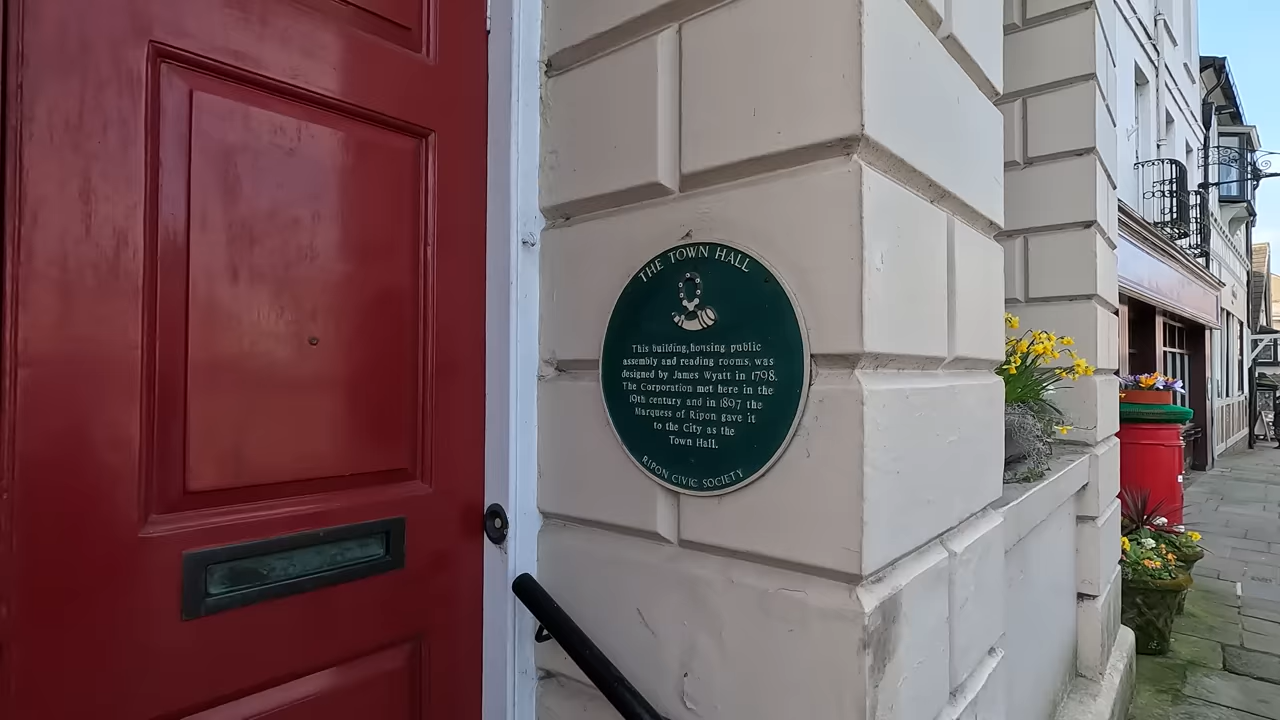 THE TOWN HALL
This building, housing public
assembly and reading rooms, was
designed by James Wyatt in 1798.
The Corporation met here in the
19th century and in 1897 the
Marquess of Ripon gave it
to the City as the
Town Hall.
RIPON CIVIC SOCIETY